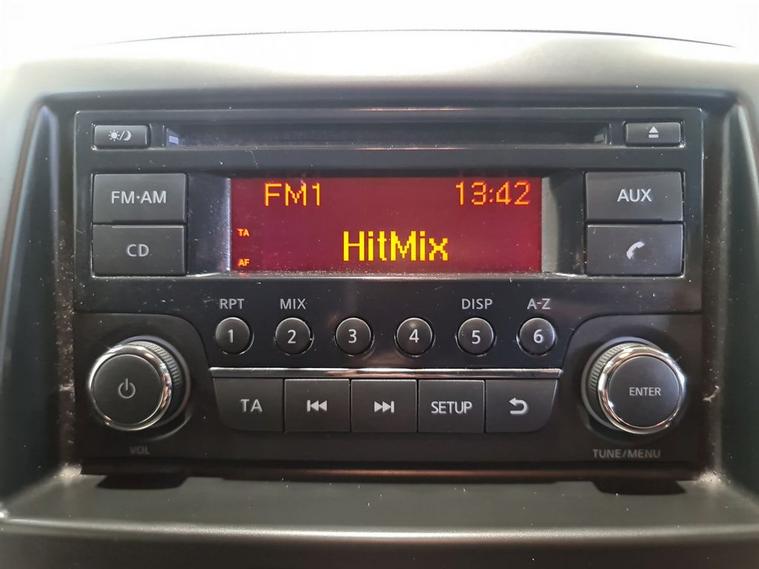 FM·AM
FM1 13:42
AUX
CD
TA
HitMix
AF
RPT MIX DISP A-Z
1 2 3 4 5 6
TA SETUP
ENTER
VOL
TUNE/MENU